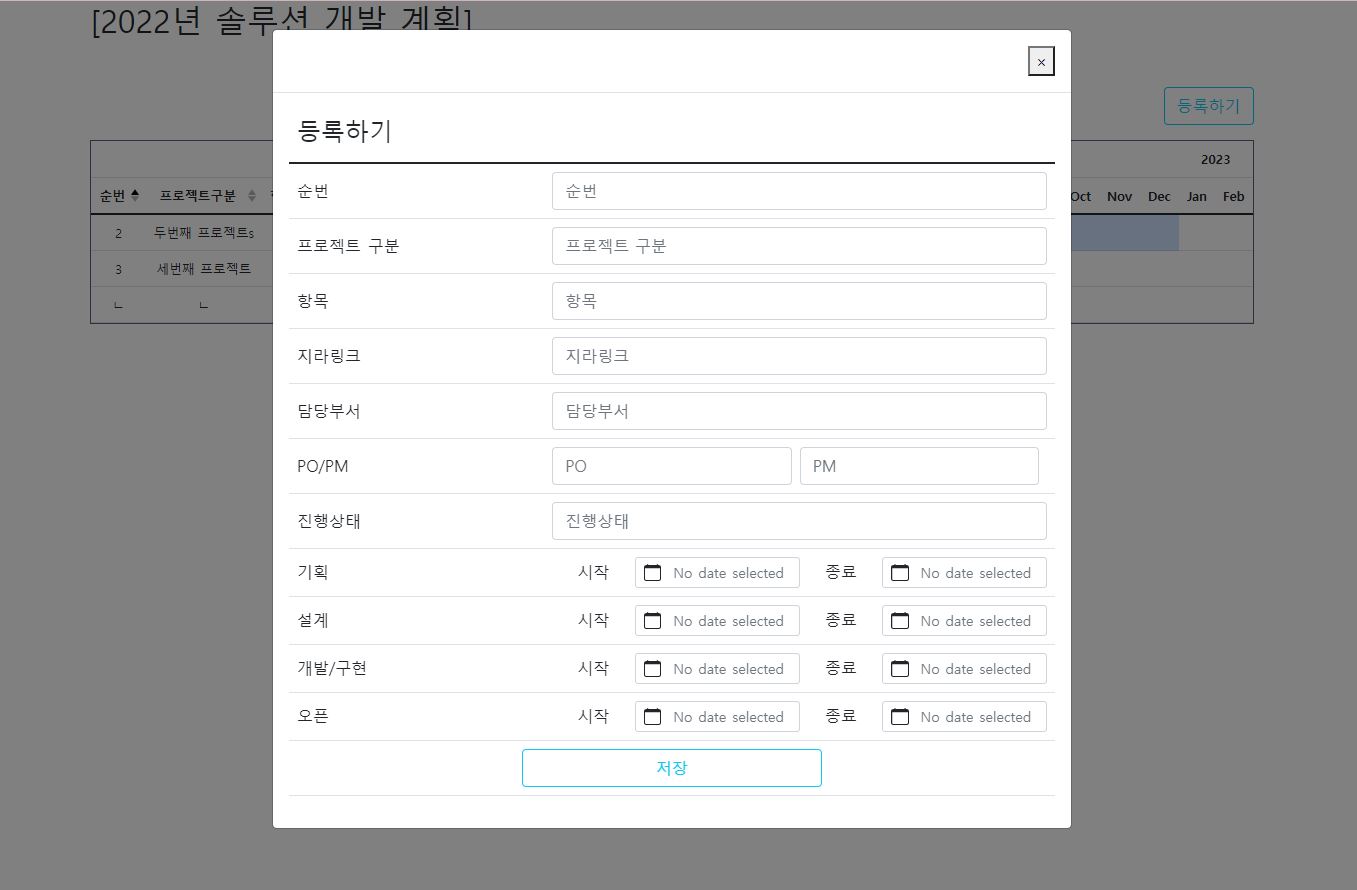 [2022년 솔루션 개발 계획]
×
등록하기
등록하기
2023
순번 프로젝트구분
Oct Nov Dec Jan Feb
2 두번째 프로젝트s
3 세번째 프로젝트
ㄴ ㄴ
순번 순번
프로젝트 구분 프로젝트 구분
항목 항목
지라링크 지라링크
담당부서 담당부서
PO/PM PO PM
진행상태 진행상태
기획 시작 No date selected 종료 No date selected
설계 시작 No date selected 종료 No date selected
개발/구현 시작 No date selected 종료 No date selected
오픈 시작 No date selected 종료 No date selected
저장